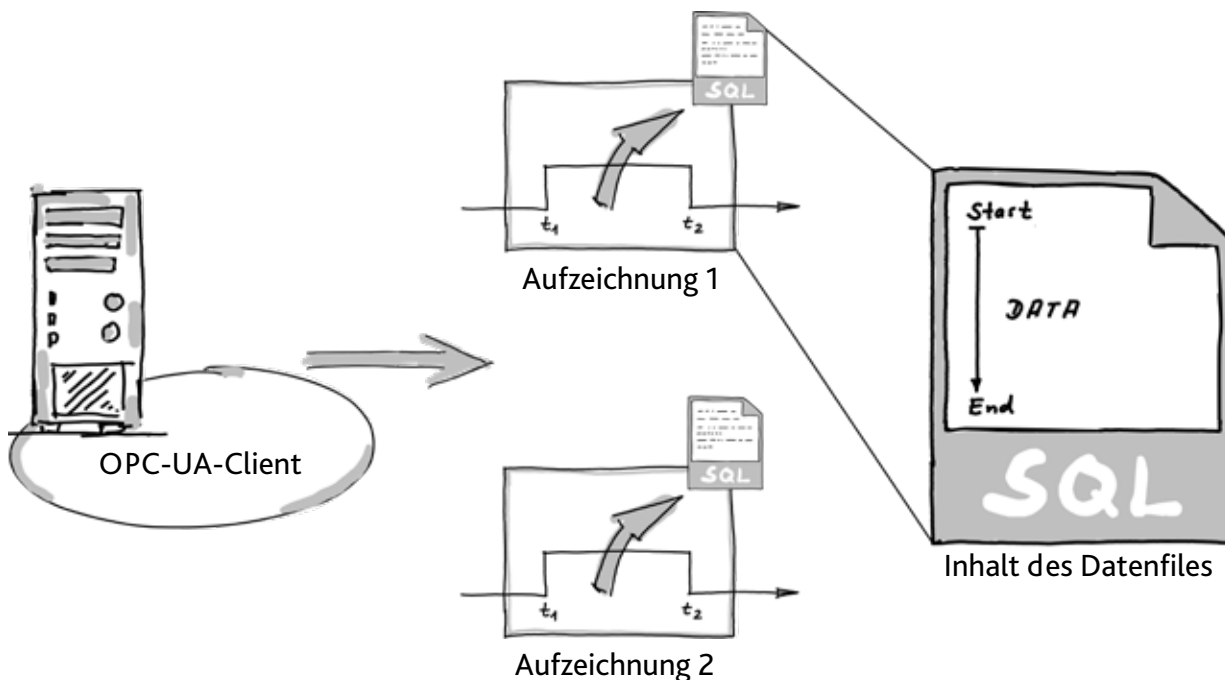 SQL
t₁
t₂
Aufzeichnung 1
Start
DATA
End
SQL
Inhalt des Datenfiles
OPC-UA-Client
SQL
t₁
t₂
Aufzeichnung 2